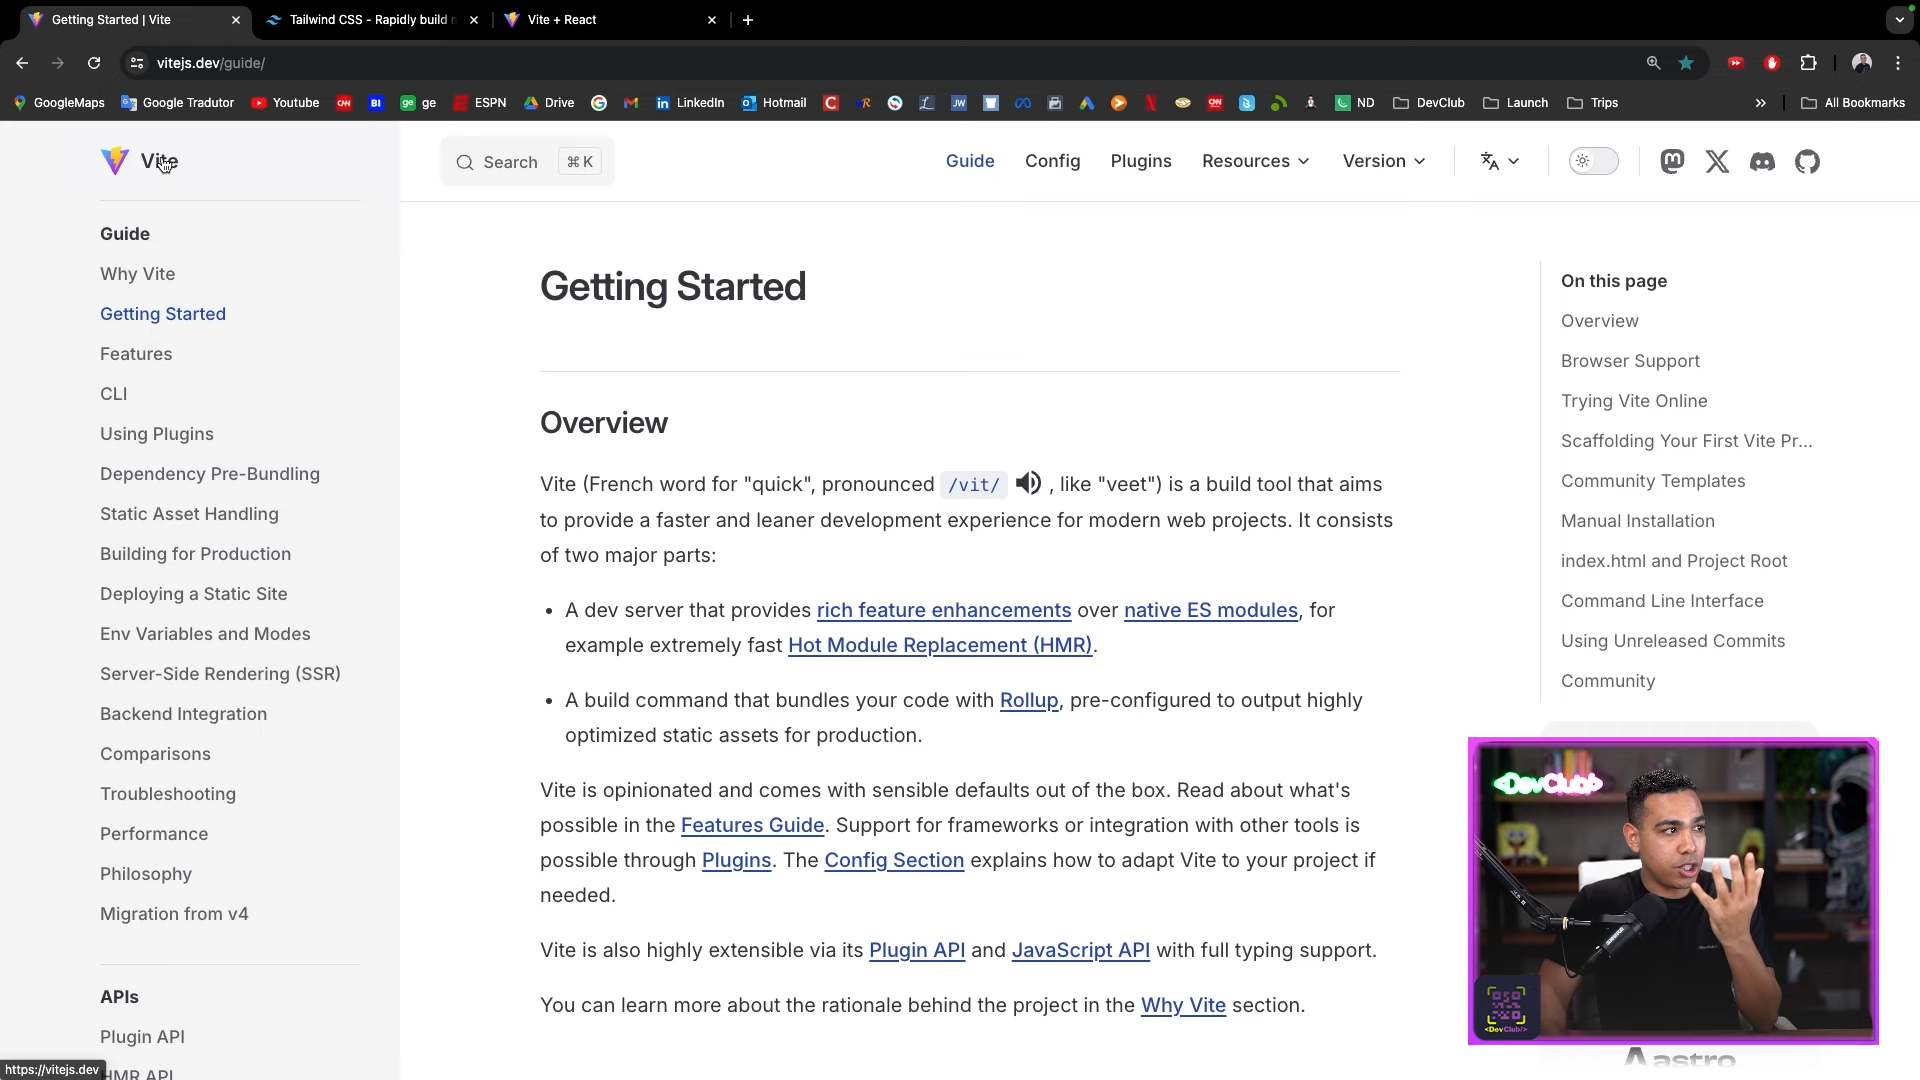 Getting Started | Vite
Tailwind CSS - Rapidly build
Vite + React
vitejs.dev/guide/
GoogleMaps
Google Tradutor
Youtube
CNN
BI
ge
ge
ESPN
Drive
LinkedIn
Hotmail
JW
CNN
ND
DevClub
Launch
Trips
»
All Bookmarks
Vite
Search
⌘ K
Guide
Config
Plugins
Resources
Version
Guide
Why Vite
Getting Started
Features
CLI
Using Plugins
Dependency Pre-Bundling
Static Asset Handling
Building for Production
Deploying a Static Site
Env Variables and Modes
Server-Side Rendering (SSR)
Backend Integration
Comparisons
Troubleshooting
Performance
Philosophy
Migration from v4
APIs
Plugin API
HMR API
https://vitejs.dev
Getting Started
Overview
Vite (French word for "quick", pronounced /vit/ , like "veet") is a build tool that aims
to provide a faster and leaner development experience for modern web projects. It consists
of two major parts:
• A dev server that provides rich feature enhancements over native ES modules, for
example extremely fast Hot Module Replacement (HMR).
• A build command that bundles your code with Rollup, pre-configured to output highly
optimized static assets for production.
Vite is opinionated and comes with sensible defaults out of the box. Read about what's
possible in the Features Guide. Support for frameworks or integration with other tools is
possible through Plugins. The Config Section explains how to adapt Vite to your project if
needed.
Vite is also highly extensible via its Plugin API and JavaScript API with full typing support.
You can learn more about the rationale behind the project in the Why Vite section.
On this page
Overview
Browser Support
Trying Vite Online
Scaffolding Your First Vite Pr...
Community Templates
Manual Installation
index.html and Project Root
Command Line Interface
Using Unreleased Commits
Community
<DevClub/>
<DevClub/>
astro